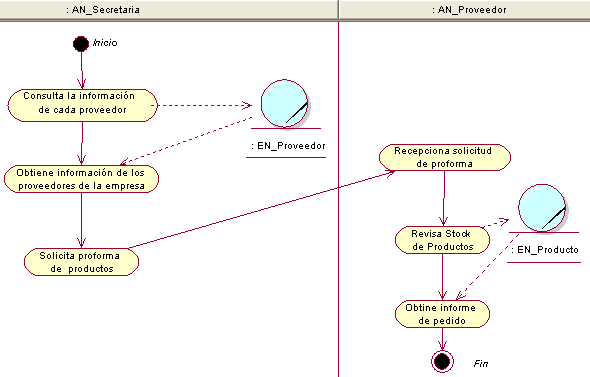 : AN_Secretaria
: AN_Proveedor
Inicio
Consulta la información
de cada proveedor
: EN_Proveedor
Obtiene información de los
proveedores de la empresa
Solicita proforma
de productos
Recepciona solicitud
de proforma
Revisa Stock
de Productos
: EN_Producto
Obtine informe
de pedido
Fin